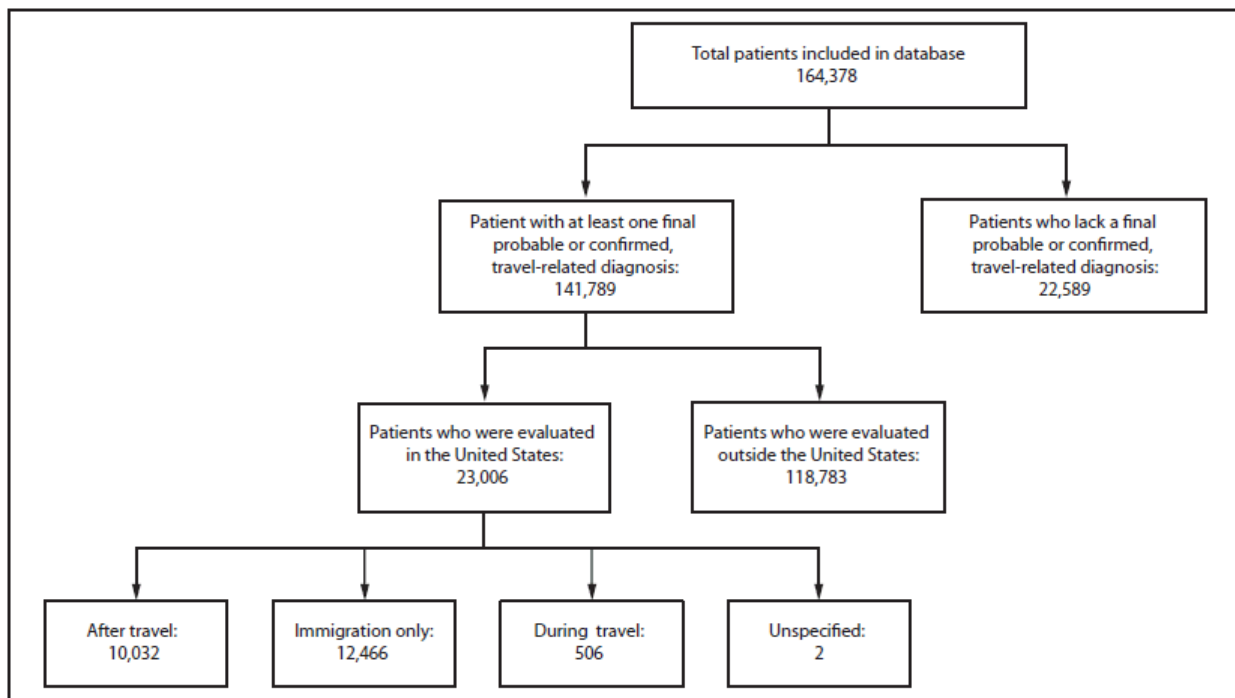 Total patients included in database
164,378
Patient with at least one final
probable or confirmed,
travel-related diagnosis:
141,789
Patients who lack a final
probable or confirmed,
travel-related diagnosis:
22,589
Patients who were evaluated
in the United States:
23,006
Patients who were evaluated
outside the United States:
118,783
After travel:
10,032
Immigration only:
12,466
During travel:
506
Unspecified:
2